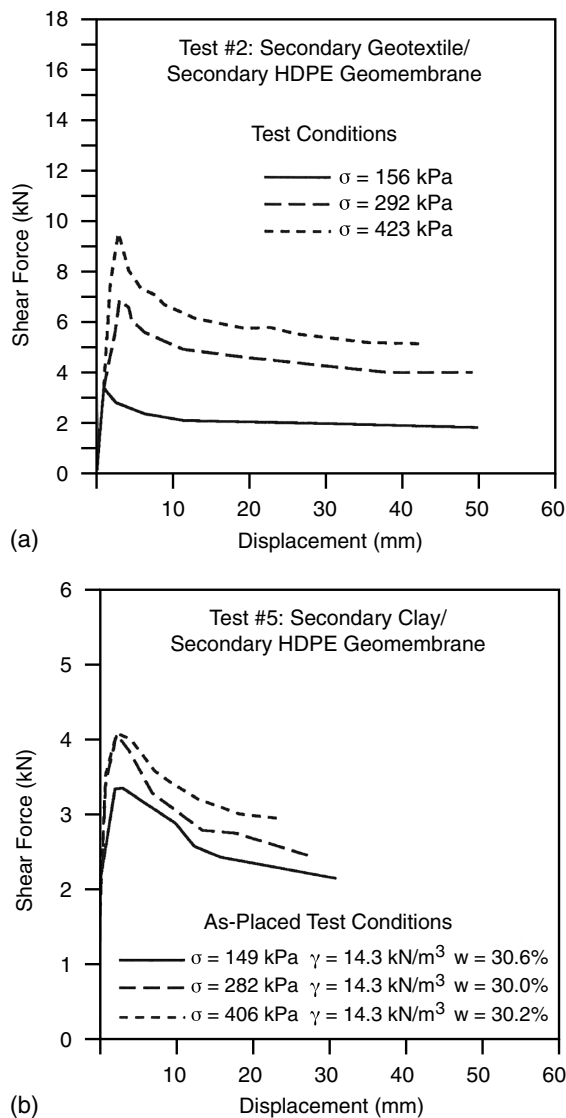 18
16
14
12
10
8
6
4
2
0
Shear Force (kN)
Test #2: Secondary Geotextile/
Secondary HDPE Geomembrane
Test Conditions
σ = 156 kPa
σ = 292 kPa
σ = 423 kPa
10 20 30 40 50 60
(a)
Displacement (mm)
6
5
4
3
2
1
0
Shear Force (kN)
Test #5: Secondary Clay/
Secondary HDPE Geomembrane
As-Placed Test Conditions
σ = 149 kPa γ = 14.3 kN/m³ w = 30.6%
σ = 282 kPa γ = 14.3 kN/m³ w = 30.0%
σ = 406 kPa γ = 14.3 kN/m³ w = 30.2%
10 20 30 40 50 60
(b)
Displacement (mm)